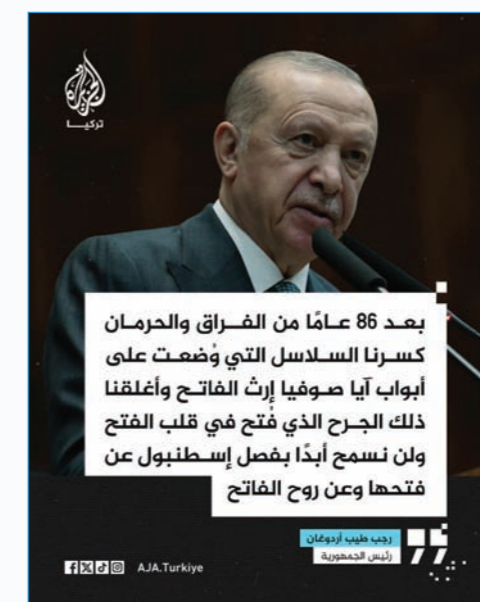 الجزيرة
تركيا
بعد 86 عامًا من الفراق والحرمان
كسرنا السلاسل التي وُضعت على
أبواب آيا صوفيا إرث الفاتح وأغلقنا
ذلك الجرح الذي فُتح في قلب الفتح
ولن نسمح أبدًا بفصل إسطنبول عن
فتحها وعن روح الفاتح
رجب طيب أردوغان
رئيس الجمهورية
AJA.Turkiye